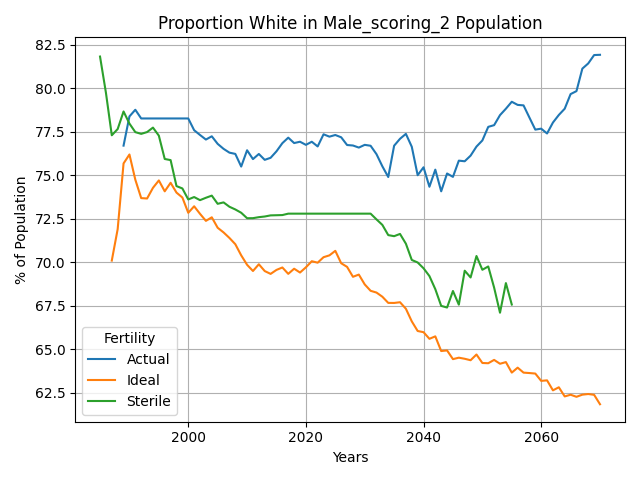 Proportion White in Male_scoring_2 Population
% of Population
82.5
80.0
77.5
75.0
72.5
70.0
67.5
65.0
62.5
Fertility
Actual
Ideal
Sterile
2000
2020
2040
2060
Years